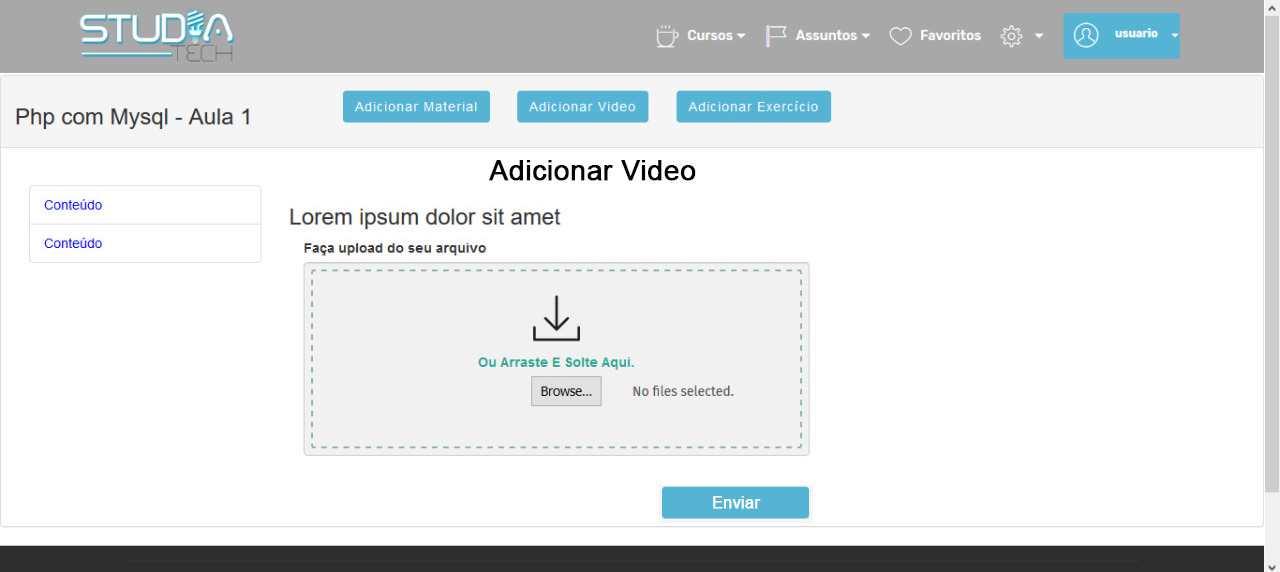 STUDIA
TECH
Cursos
Assuntos
Favoritos
usuario
Php com Mysql - Aula 1
Adicionar Material
Adicionar Video
Adicionar Exercício
Adicionar Video
Conteúdo
Conteúdo
Lorem ipsum dolor sit amet
Faça upload do seu arquivo
Ou Arraste E Solte Aqui.
Browse... No files selected.
Enviar